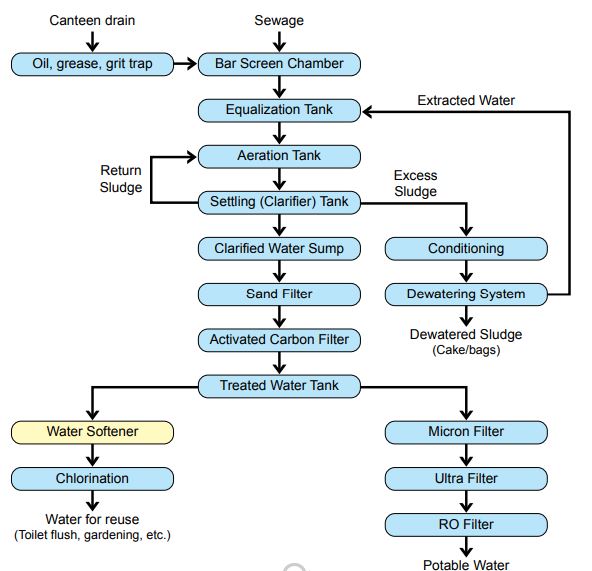 Canteen drain
Sewage
Oil, grease, grit trap
Bar Screen Chamber
Equalization Tank
Extracted Water
Aeration Tank
Return
Sludge
Excess
Sludge
Settling (Clarifier) Tank
Clarified Water Sump
Conditioning
Sand Filter
Dewatering System
Activated Carbon Filter
Dewatered Sludge
(Cake/bags)
Treated Water Tank
Water Softener
Micron Filter
Chlorination
Ultra Filter
Water for reuse
(Toilet flush, gardening, etc.)
RO Filter
Potable Water